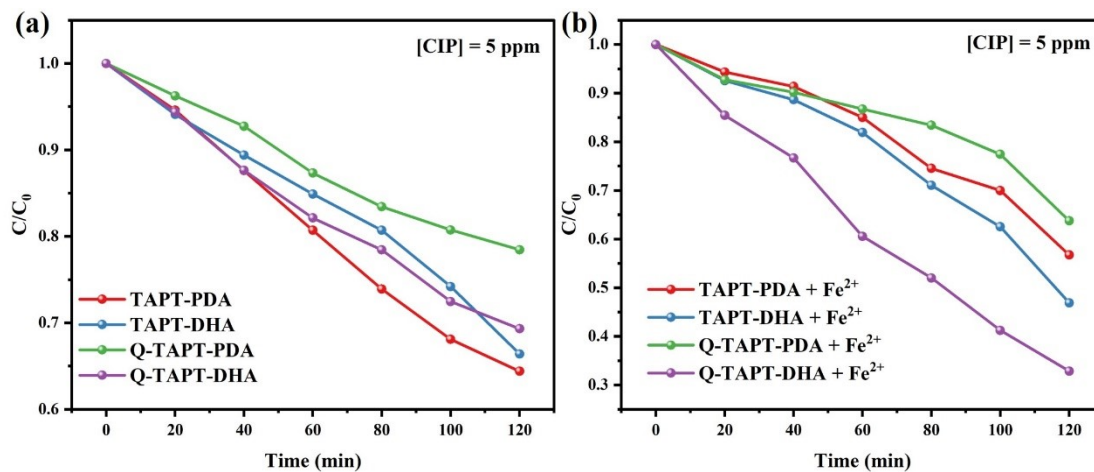 (a)
[CIP] = 5 ppm
C/C₀
1.0
0.9
0.8
0.7
0.6
TAPT-PDA
TAPT-DHA
Q-TAPT-PDA
Q-TAPT-DHA
0 20 40 60 80 100 120
Time (min)
(b)
[CIP] = 5 ppm
C/C₀
1.0
0.9
0.8
0.7
0.6
0.5
0.4
0.3
TAPT-PDA + Fe²⁺
TAPT-DHA + Fe²⁺
Q-TAPT-PDA + Fe²⁺
Q-TAPT-DHA + Fe²⁺
0 20 40 60 80 100 120
Time (min)